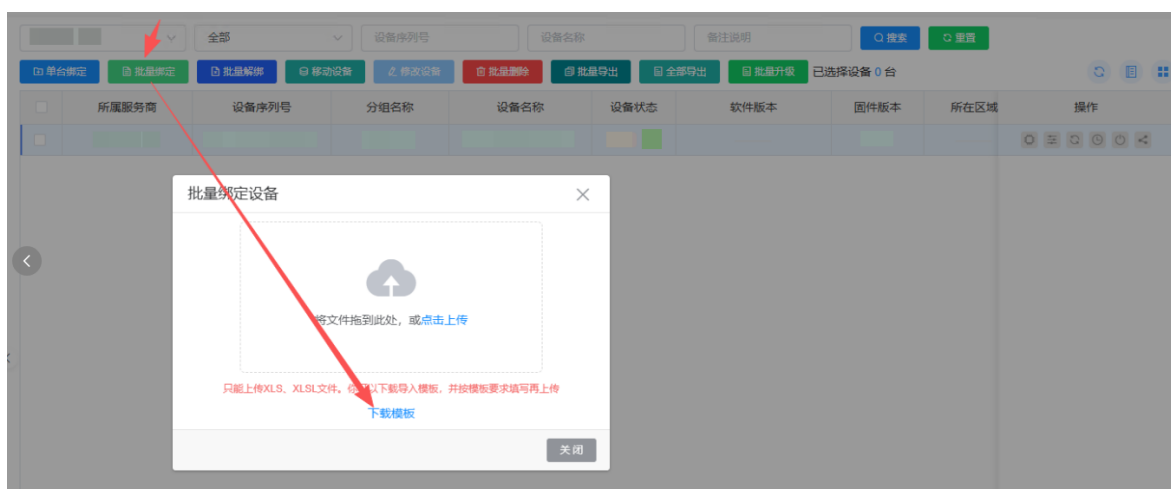 全部 设备序列号 设备名称 备注说明 搜索 重置
单台绑定 批量绑定 批量解绑 移动设备 修改设备 批量删除 批量导出 全部导出 批量升级 已选择设备 0 台
所属服务商 设备序列号 分组名称 设备名称 设备状态 软件版本 固件版本 所在区域 操作
批量绑定设备
将文件拖到此处，或点击上传
只能上传XLS、XLSL文件。你可以下载导入模板，并按模板要求填写再上传
下载模板
关闭